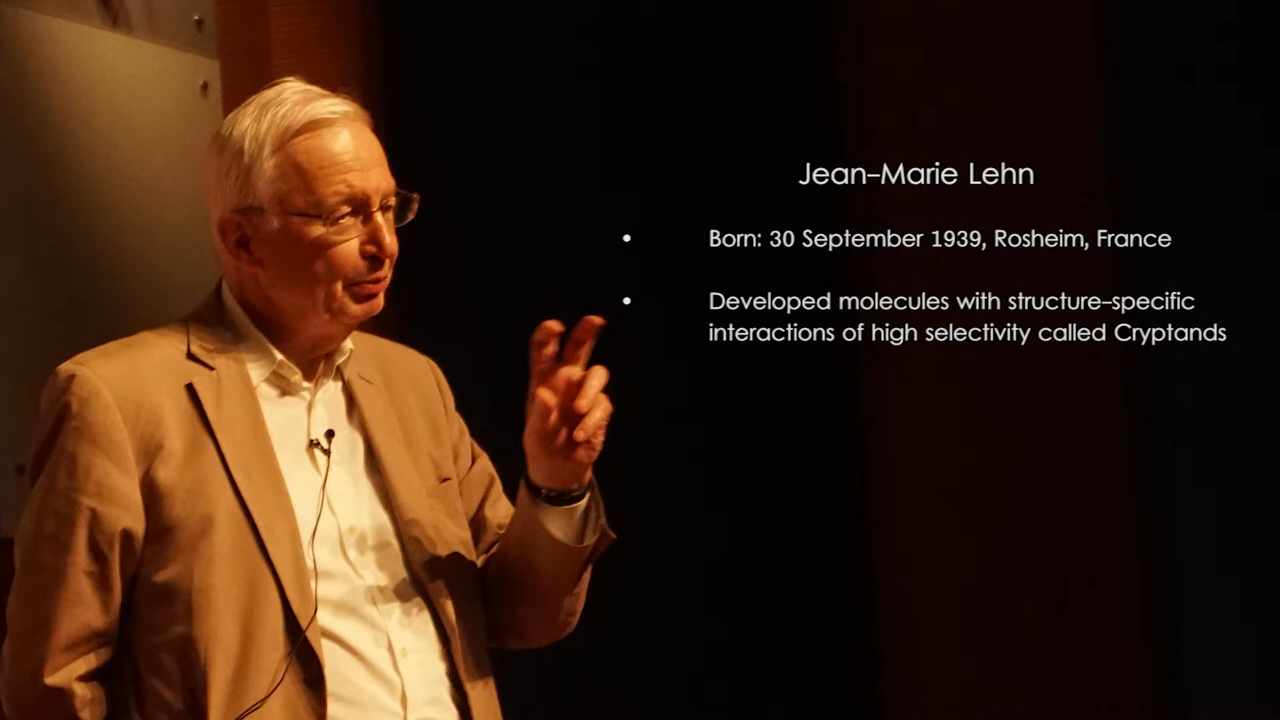 Jean-Marie Lehn
• Born: 30 September 1939, Rosheim, France
• Developed molecules with structure-specific
interactions of high selectivity called Cryptands